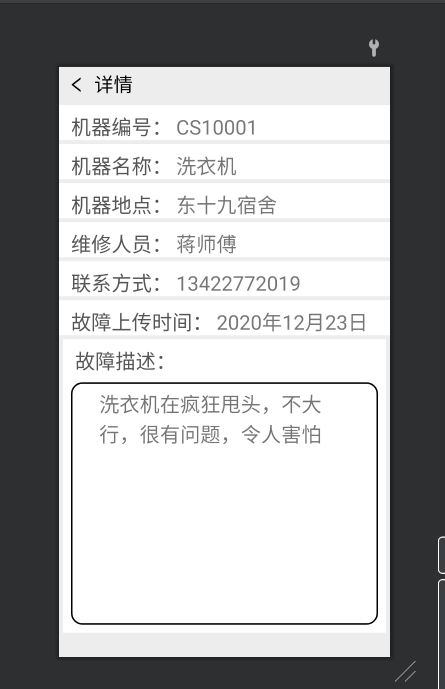 详情
机器编号： CS10001
机器名称： 洗衣机
机器地点： 东十九宿舍
维修人员： 蒋师傅
联系方式： 13422772019
故障上传时间： 2020年12月23日
故障描述：
洗衣机在疯狂甩头，不大
行，很有问题，令人害怕